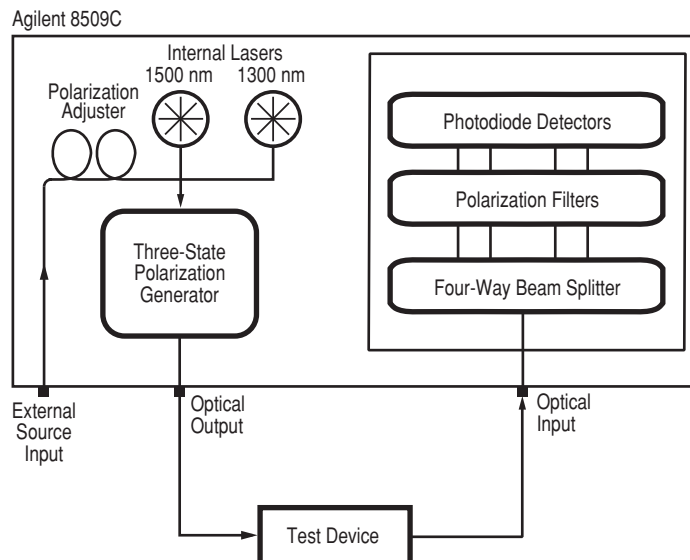 Agilent 8509C
Internal Lasers
1500 nm 1300 nm
Polarization
Adjuster
Photodiode Detectors
Polarization Filters
Four-Way Beam Splitter
Three-State
Polarization
Generator
External
Source
Input
Optical
Output
Optical
Input
Test Device